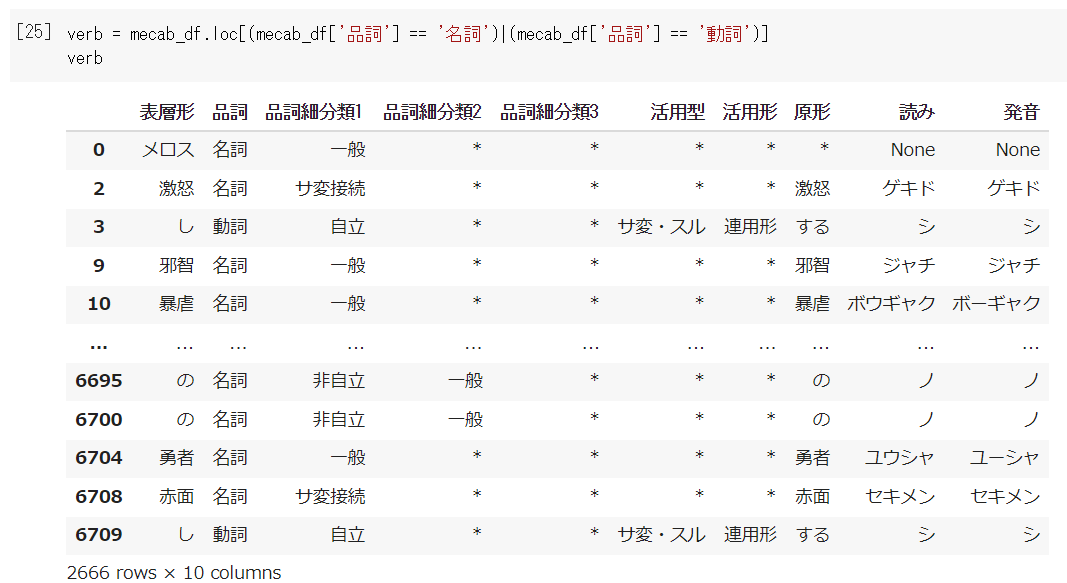 [25] verb = mecab_df.loc[(mecab_df['品詞'] == '名詞')|(mecab_df['品詞'] == '動詞')]
verb
表層形 品詞 品詞細分類1 品詞細分類2 品詞細分類3 活用型 活用形 原形 読み 発音
0 メロス 名詞 一般 * * * * * None None
2 激怒 名詞 サ変接続 * * * * 激怒 ゲキド ゲキド
3 し 動詞 自立 * * サ変・スル 連用形 する シ シ
9 邪智 名詞 一般 * * * * 邪智 ジャチ ジャチ
10 暴虐 名詞 一般 * * * * 暴虐 ボウギャク ボーギャク
... ... ... ... ... ... ... ... ... ... ...
6695 の 名詞 非自立 一般 * * * の ノ ノ
6700 の 名詞 非自立 一般 * * * の ノ ノ
6704 勇者 名詞 一般 * * * * 勇者 ユウシャ ユーシャ
6708 赤面 名詞 サ変接続 * * * * 赤面 セキメン セキメン
6709 し 動詞 自立 * * サ変・スル 連用形 する シ シ
2666 rows × 10 columns